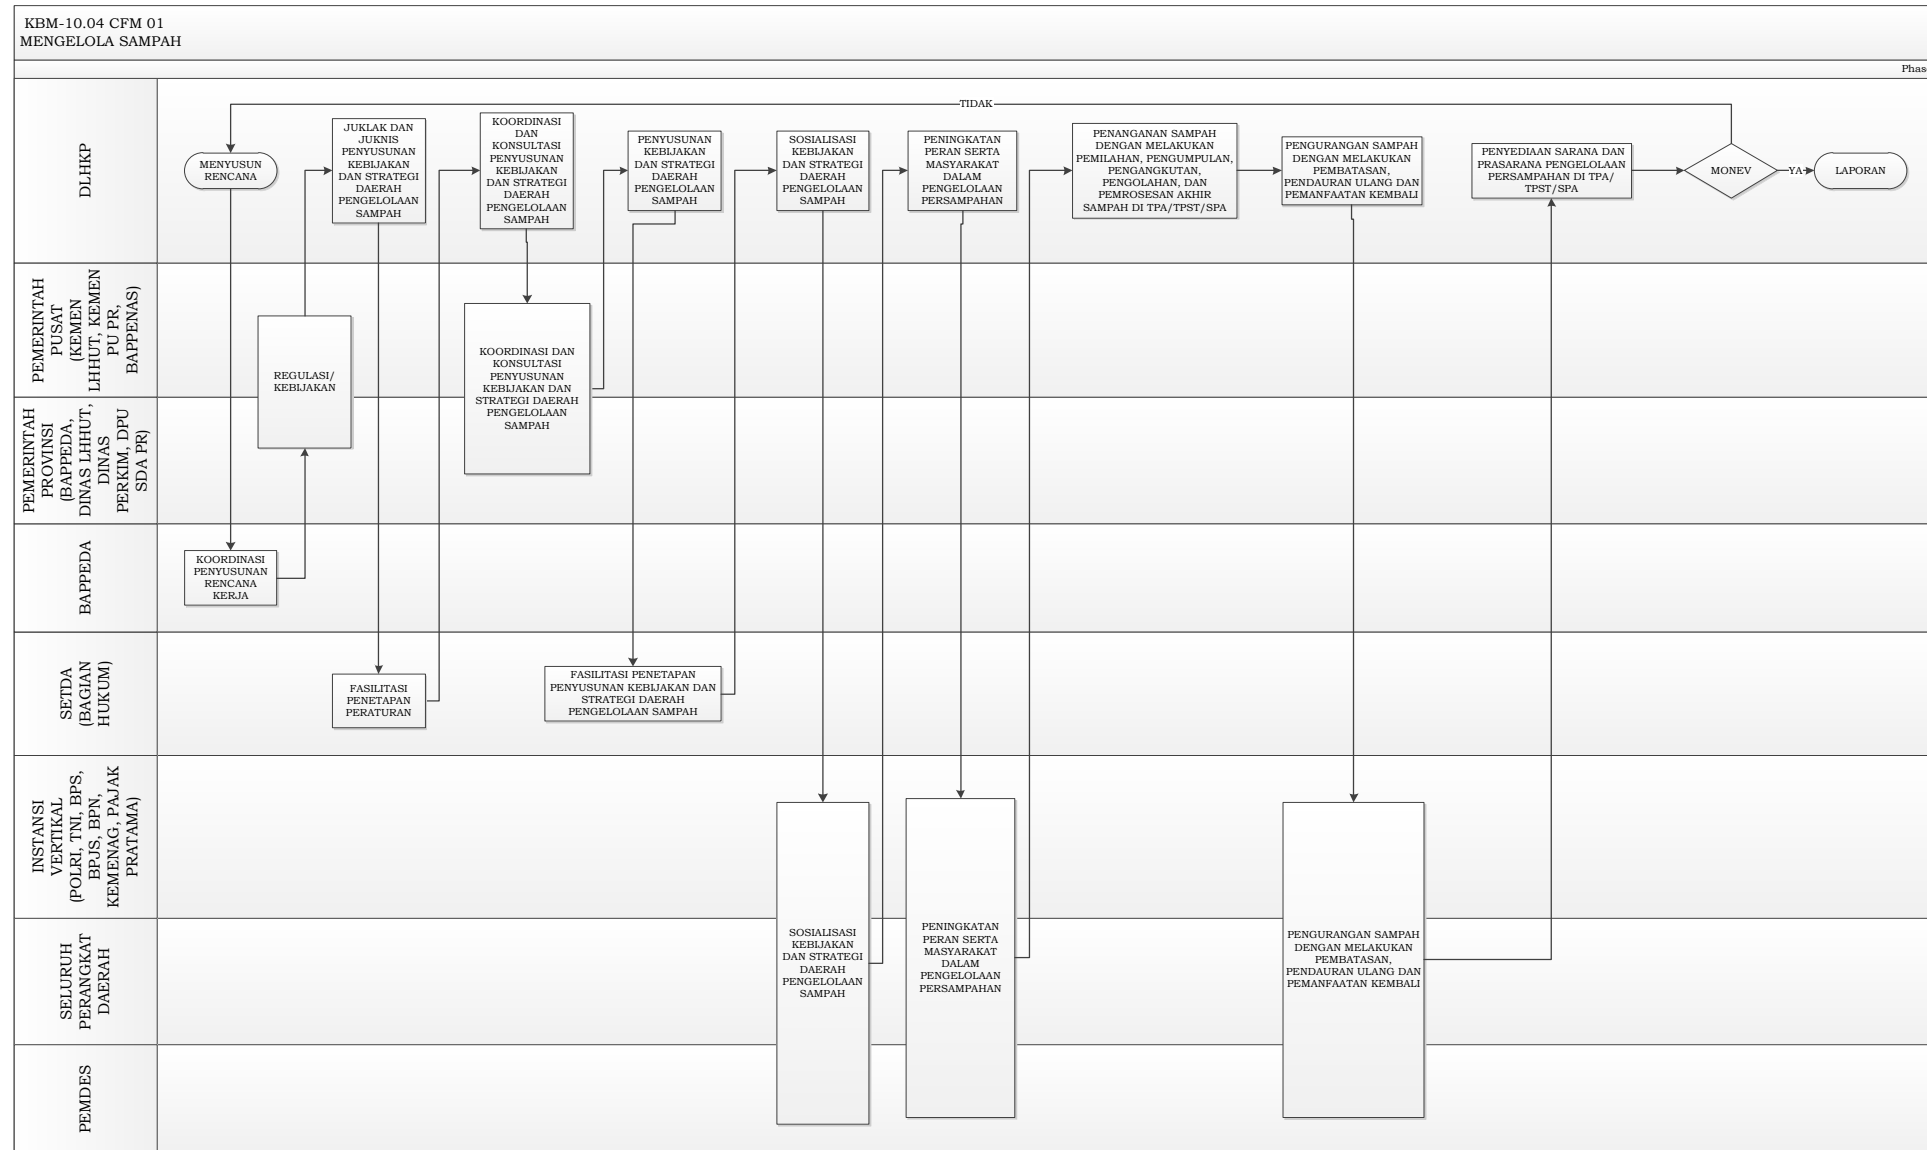 KBM-10.04 CFM 01
MENGELOLA SAMPAH
Phas
DLHKP
TIDAK
MENYUSUN
RENCANA
JUKLAK DAN
JUKNIS
PENYUSUNAN
KEBIJAKAN
DAN STRATEGI
DAERAH
PENGELOLAAN
SAMPAH
KOORDINASI
DAN
KONSULTASI
PENYUSUNAN
KEBIJAKAN
DAN STRATEGI
DAERAH
PENGELOLAAN
SAMPAH
PENYUSUNAN
KEBIJAKAN
DAN STRATEGI
DAERAH
PENGELOLAAN
SAMPAH
SOSIALISASI
KEBIJAKAN
DAN STRATEGI
DAERAH
PENGELOLAAN
SAMPAH
PENINGKATAN
PERAN SERTA
MASYARAKAT
DALAM
PENGELOLAAN
PERSAMPAHAN
PENANGANAN SAMPAH
DENGAN MELAKUKAN
PEMILAHAN, PENGUMPULAN,
PENGANGKUTAN,
PENGOLAHAN, DAN
PEMROSESAN AKHIR
SAMPAH DI TPA/TPST/SPA
PENGURANGAN SAMPAH
DENGAN MELAKUKAN
PEMBATASAN,
PENDAURAN ULANG DAN
PEMANFAATAN KEMBALI
PENYEDIAAN SARANA DAN
PRASARANA PENGELOLAAN
PERSAMPAHAN DI TPA/
TPST/SPA
MONEV
YA
LAPORAN
PEMERINTAH
PUSAT
(KEMEN
LHHUT, KEMEN
PU PR,
BAPPENAS)
REGULASI/
KEBIJAKAN
KOORDINASI DAN
KONSULTASI
PENYUSUNAN
KEBIJAKAN DAN
STRATEGI DAERAH
PENGELOLAAN
SAMPAH
PEMERINTAH
PROVINSI
(BAPPEDA,
DINAS LHHUT,
DINAS
PERKIM, DPU
SDA PR)
BAPPEDA
KOORDINASI
PENYUSUNAN
RENCANA
KERJA
SETDA
(BAGIAN
HUKUM)
FASILITASI
PENETAPAN
PERATURAN
FASILITASI PENETAPAN
PENYUSUNAN KEBIJAKAN DAN
STRATEGI DAERAH
PENGELOLAAN SAMPAH
INSTANSI
VERTIKAL
(POLRI, TNI, BPS,
BPJS, BPN,
KEMENAG, PAJAK
PRATAMA)
SELURUH
PERANGKAT
DAERAH
SOSIALISASI
KEBIJAKAN
DAN STRATEGI
DAERAH
PENGELOLAAN
SAMPAH
PENINGKATAN
PERAN SERTA
MASYARAKAT
DALAM
PENGELOLAAN
PERSAMPAHAN
PENGURANGAN SAMPAH
DENGAN MELAKUKAN
PEMBATASAN,
PENDAURAN ULANG DAN
PEMANFAATAN KEMBALI
PEMDES